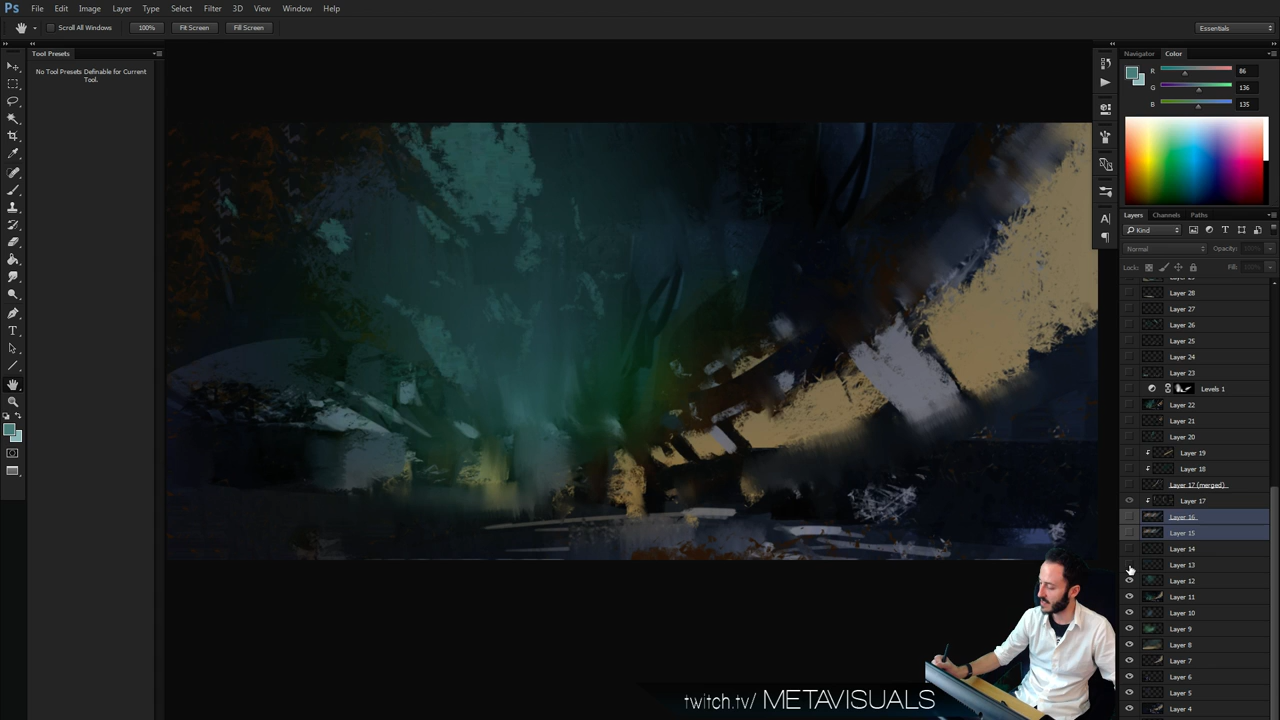 Ps File Edit Image Layer Type Select Filter 3D View Window Help
Scroll All Windows 100% Fit Screen Fill Screen Essentials
Tool Presets
No Tool Presets Definable for Current
Tool.
Navigator Color
R 86
G 136
B 135
Layers Channels Paths
Kind
Normal Opacity:
Lock: Fill:
Layer 28
Layer 27
Layer 26
Layer 25
Layer 24
Layer 23
Levels 1
Layer 22
Layer 21
Layer 20
Layer 19
Layer 18
Layer 17 (merged)
Layer 17
Layer 16
Layer 15
Layer 14
Layer 13
Layer 12
Layer 11
Layer 10
Layer 9
Layer 8
Layer 7
Layer 6
Layer 5
Layer 4
twitch.tv/ METAVISUALS